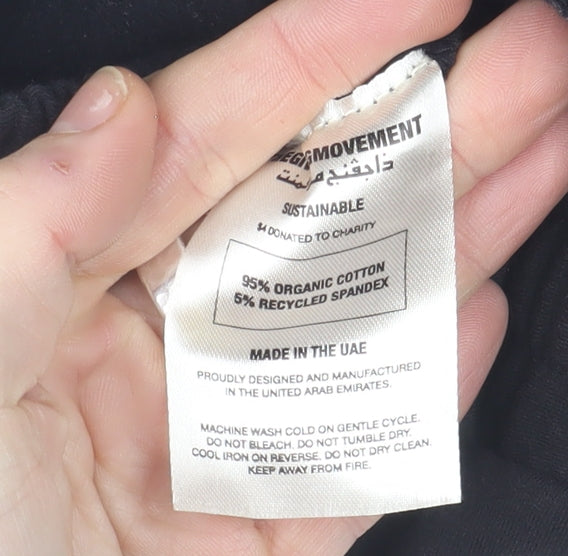 MOVEMENT
SUSTAINABLE
$4 DONATED TO CHARITY
95% ORGANIC COTTON
5% RECYCLED SPANDEX
MADE IN THE UAE
PROUDLY DESIGNED AND MANUFACTURED
IN THE UNITED ARAB EMIRATES.
MACHINE WASH COLD ON GENTLE CYCLE.
DO NOT BLEACH. DO NOT TUMBLE DRY.
COOL IRON ON REVERSE. DO NOT DRY CLEAN.
KEEP AWAY FROM FIRE.